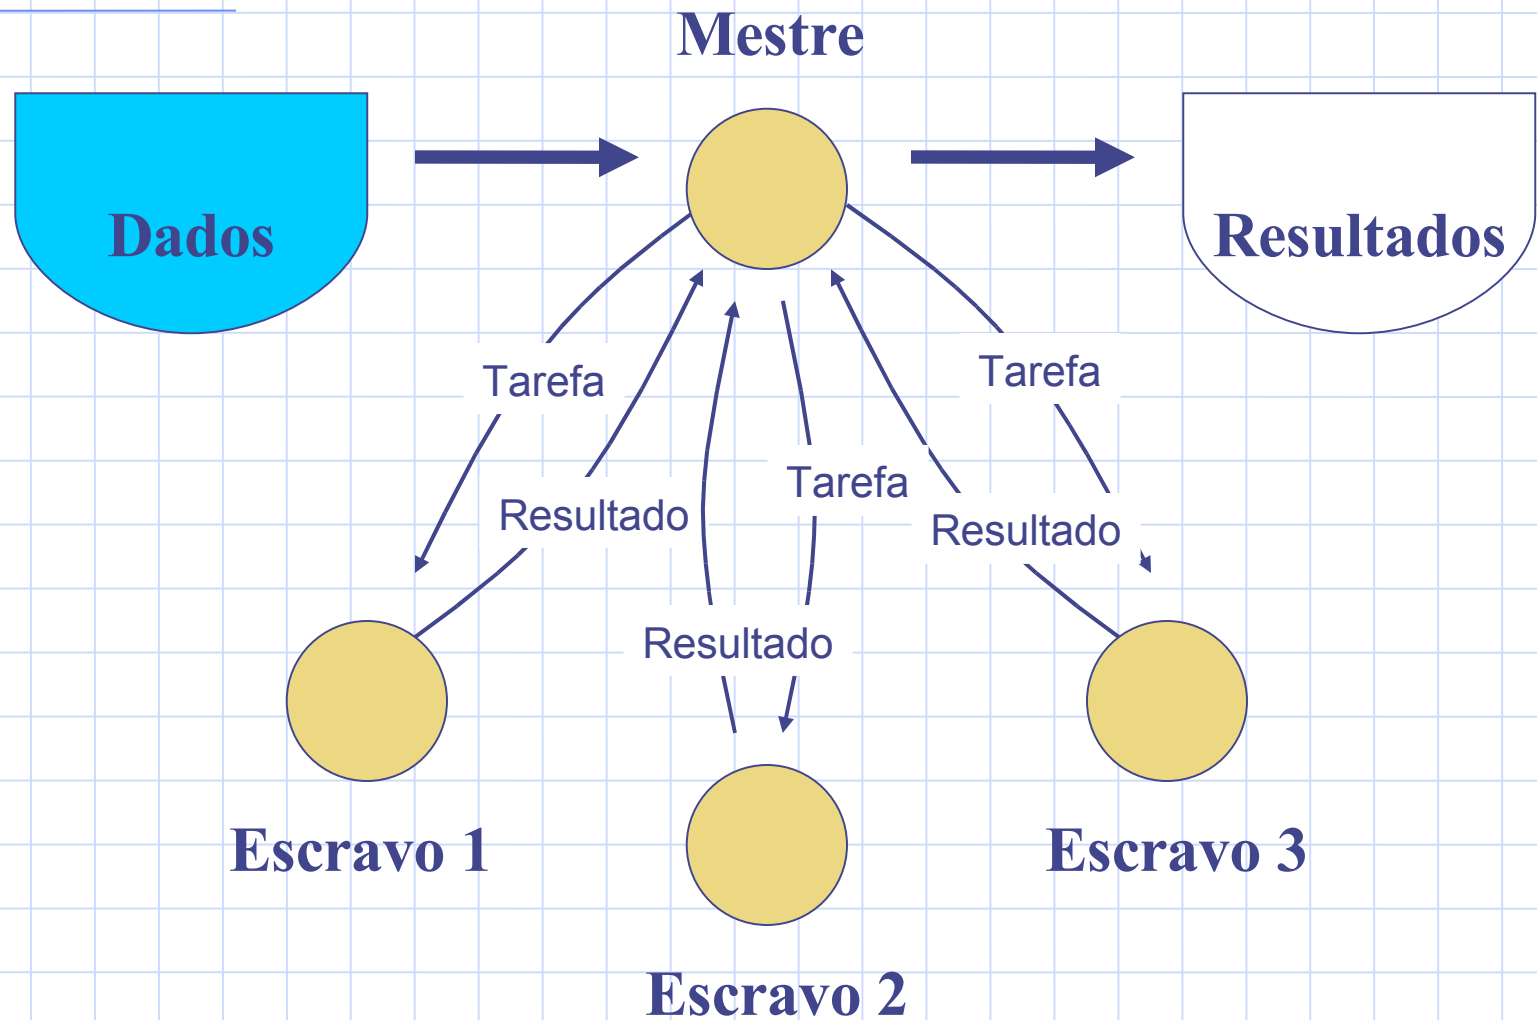 Mestre
Dados
Resultados
Tarefa
Tarefa
Tarefa
Resultado
Resultado
Resultado
Escravo 1
Escravo 3
Escravo 2